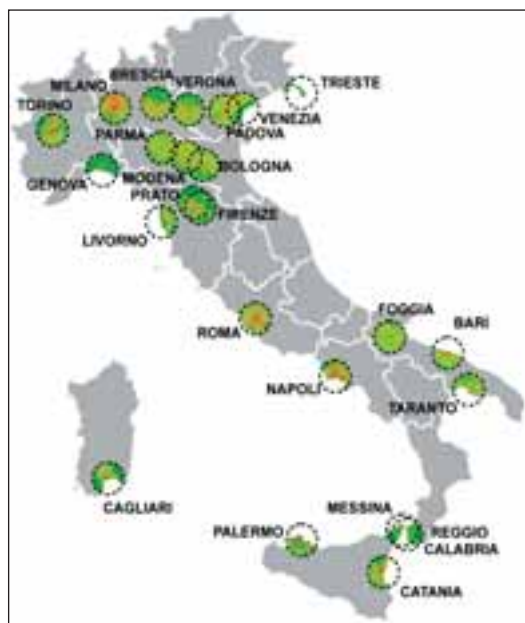 BRESCIA
VERONA
TRIESTE
MILANO
TORINO
VENEZIA
PADOVA
PARMA
BOLOGNA
GENOVA
MODENA
PRATO
FIRENZE
LIVORNO
FOGGIA
BARI
ROMA
NAPOLI
TARANTO
CAGLIARI
MESSINA
PALERMO
REGGIO
CALABRIA
CATANIA